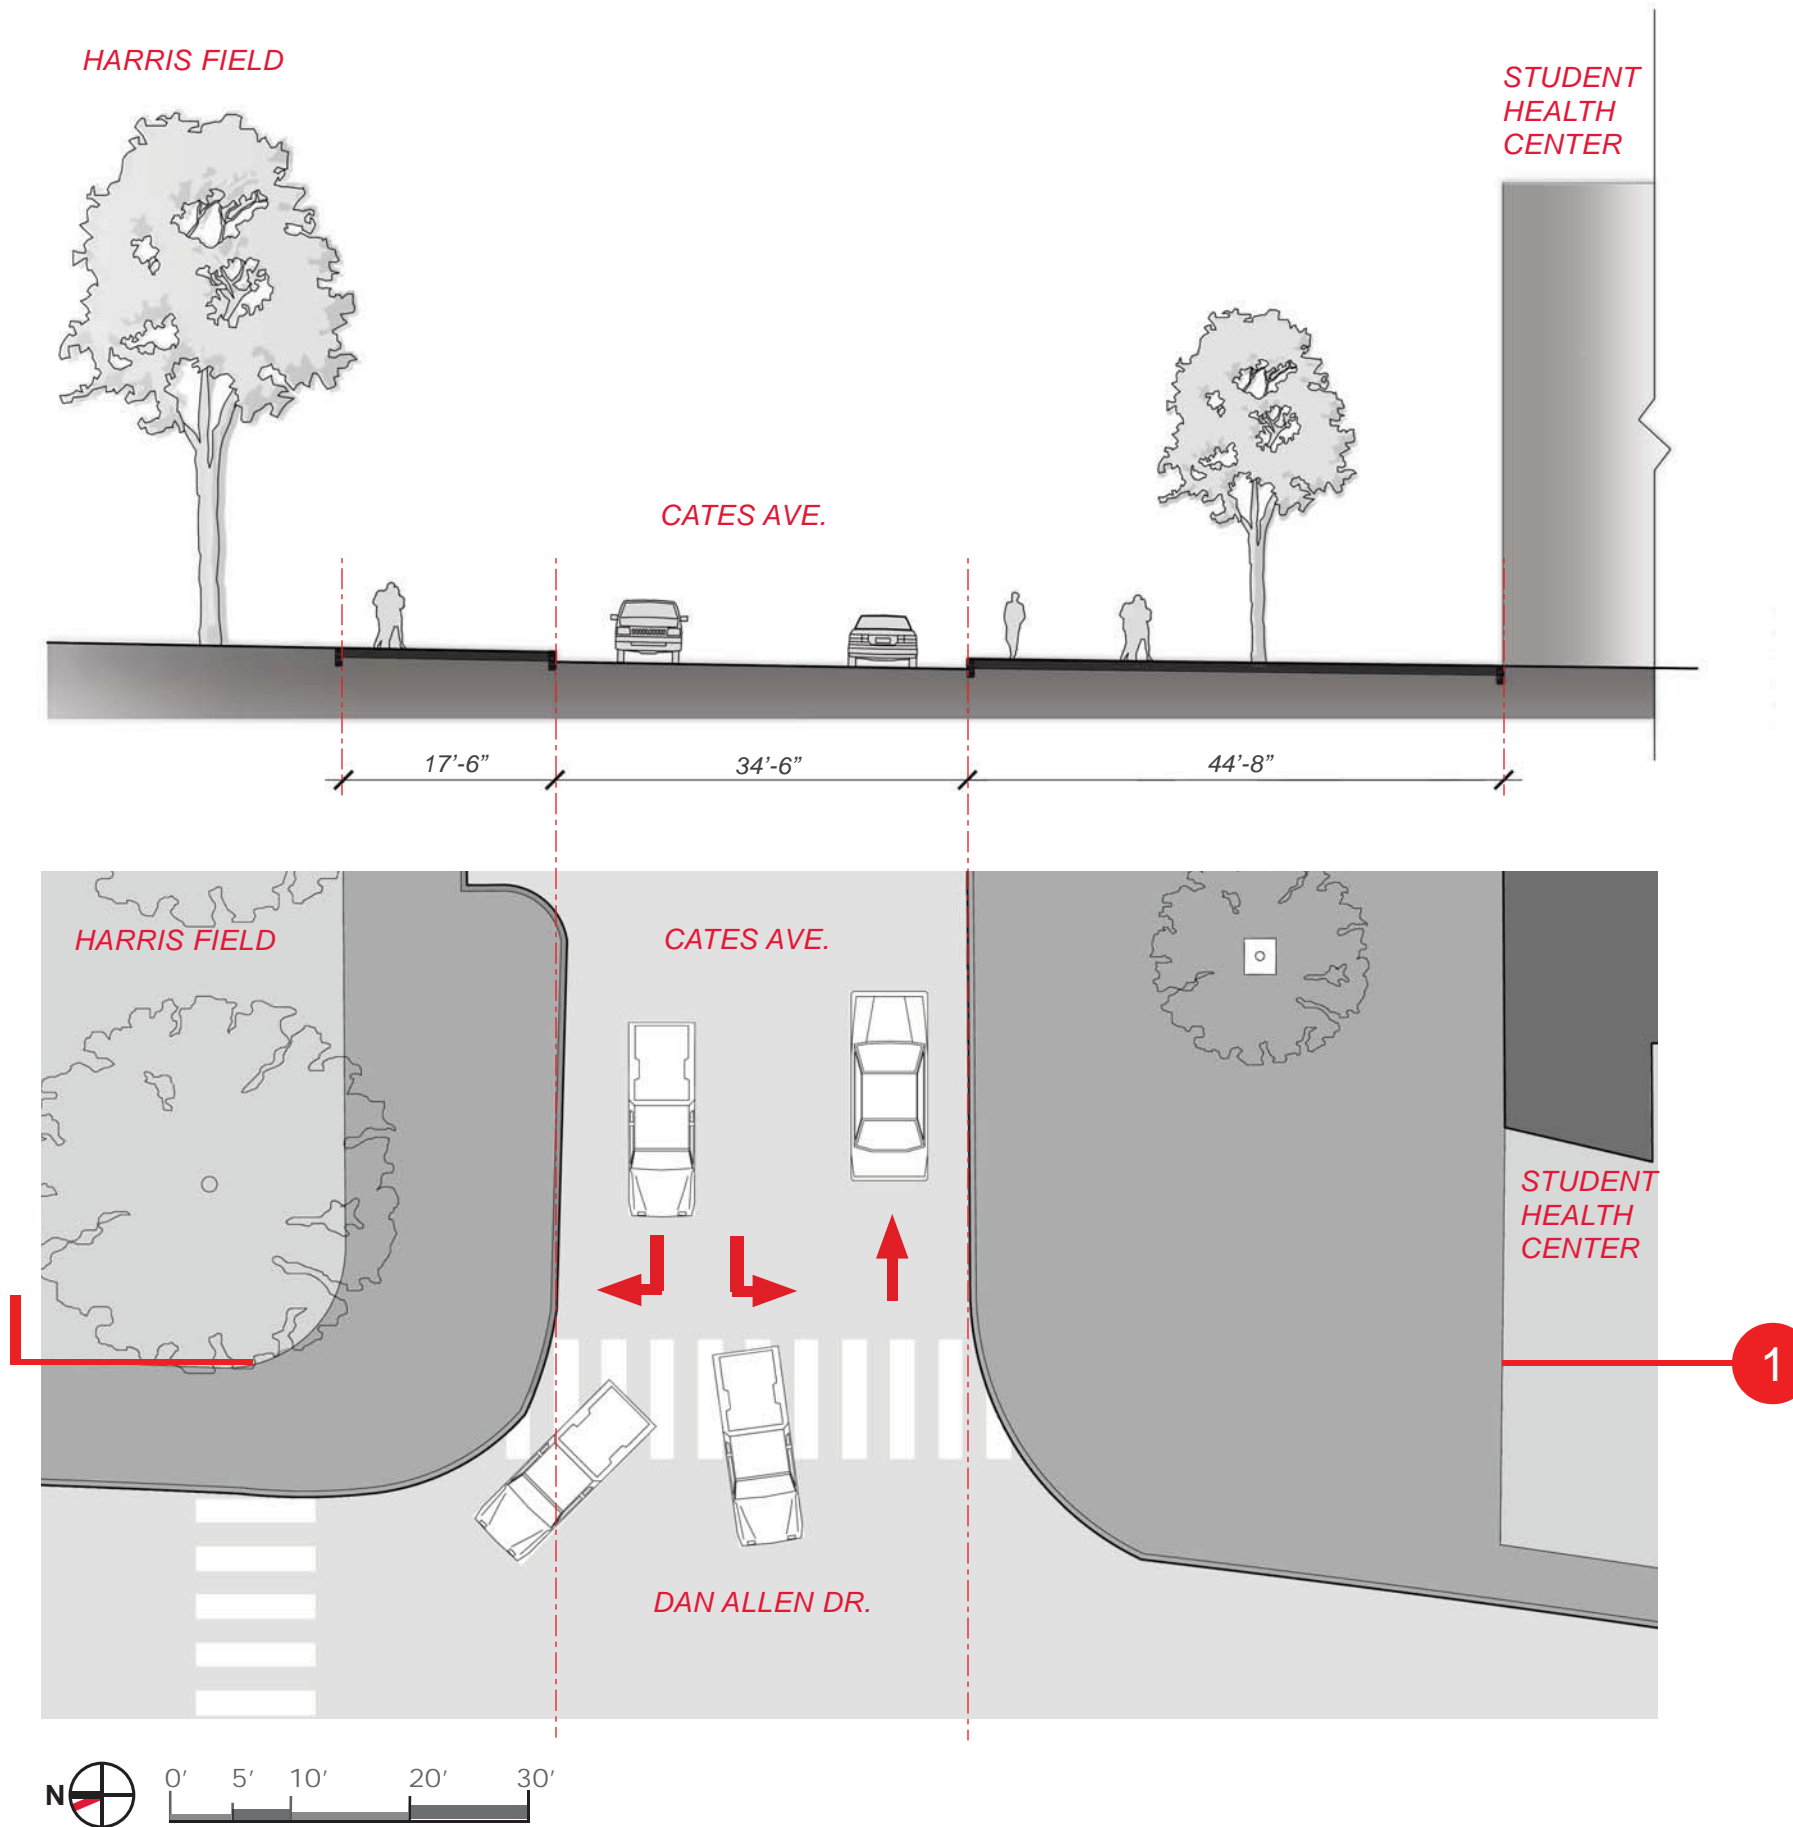 HARRIS FIELD
STUDENT
HEALTH
CENTER
CATES AVE.
17’-6”
34’-6”
44’-8”
HARRIS FIELD
CATES AVE.
STUDENT
HEALTH
CENTER
1
DAN ALLEN DR.
N
0’ 5’ 10’ 20’ 30’